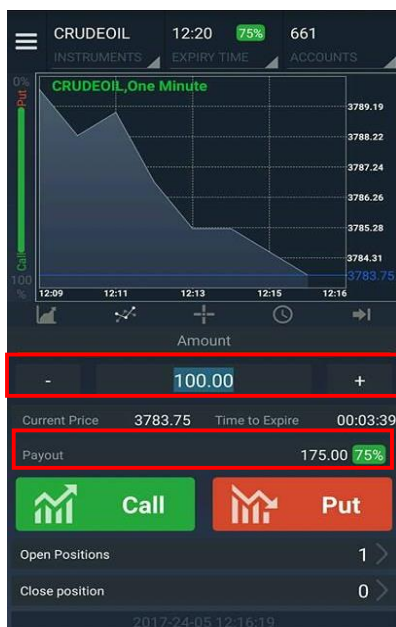 CRUDEOIL 12:20 75% 661
INSTRUMENTS EXPIRY TIME ACCOUNTS
0%
Put
CRUDEOIL,One Minute
3789.19
3788.22
3787.24
3786.26
3785.28
3784.31
3783.75
Call
100
%
12:09 12:11 12:13 12:15 12:16
Amount
- 100.00 +
Current Price 3783.75 Time to Expire 00:03:39
Payout 175.00 75%
Call Put
Open Positions 1
Close position 0
2017-24-05 12:16:19